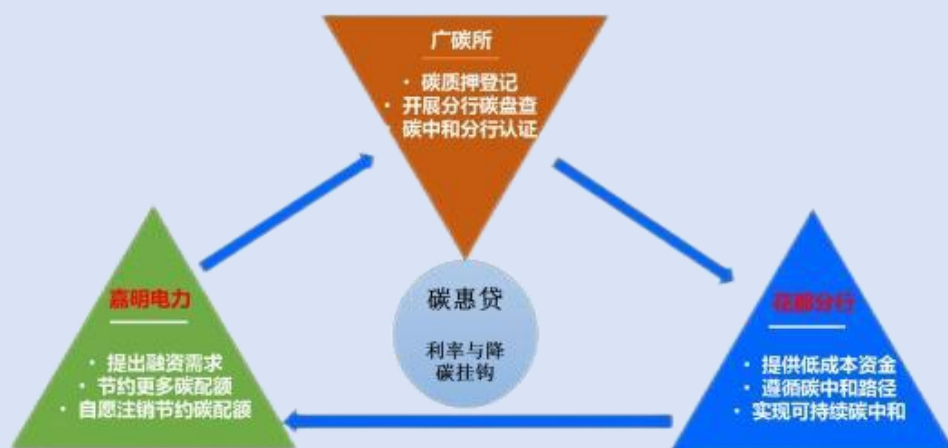 广碳所
• 碳质押登记
• 开展分行碳盘查
• 碳中和分行认证
嘉明电力
• 提出融资需求
• 节约更多碳配额
• 自愿注销节约碳配额
碳惠贷
利率与降
碳挂钩
花都分行
• 提供低成本资金
• 遵循碳中和路径
• 实现可持续碳中和